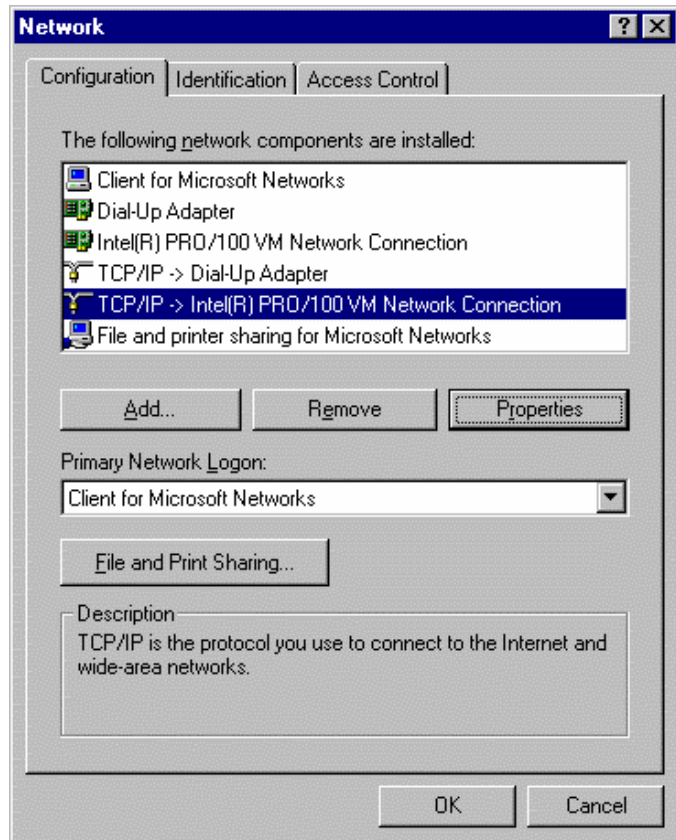 Network
Configuration
Identification
Access Control
The following network components are installed:
Client for Microsoft Networks
Dial-Up Adapter
Intel(R) PRO/100 VM Network Connection
TCP/IP -> Dial-Up Adapter
TCP/IP -> Intel(R) PRO/100 VM Network Connection
File and printer sharing for Microsoft Networks
Add...
Remove
Properties
Primary Network Logon:
Client for Microsoft Networks
File and Print Sharing...
Description
TCP/IP is the protocol you use to connect to the Internet and
wide-area networks.
OK
Cancel